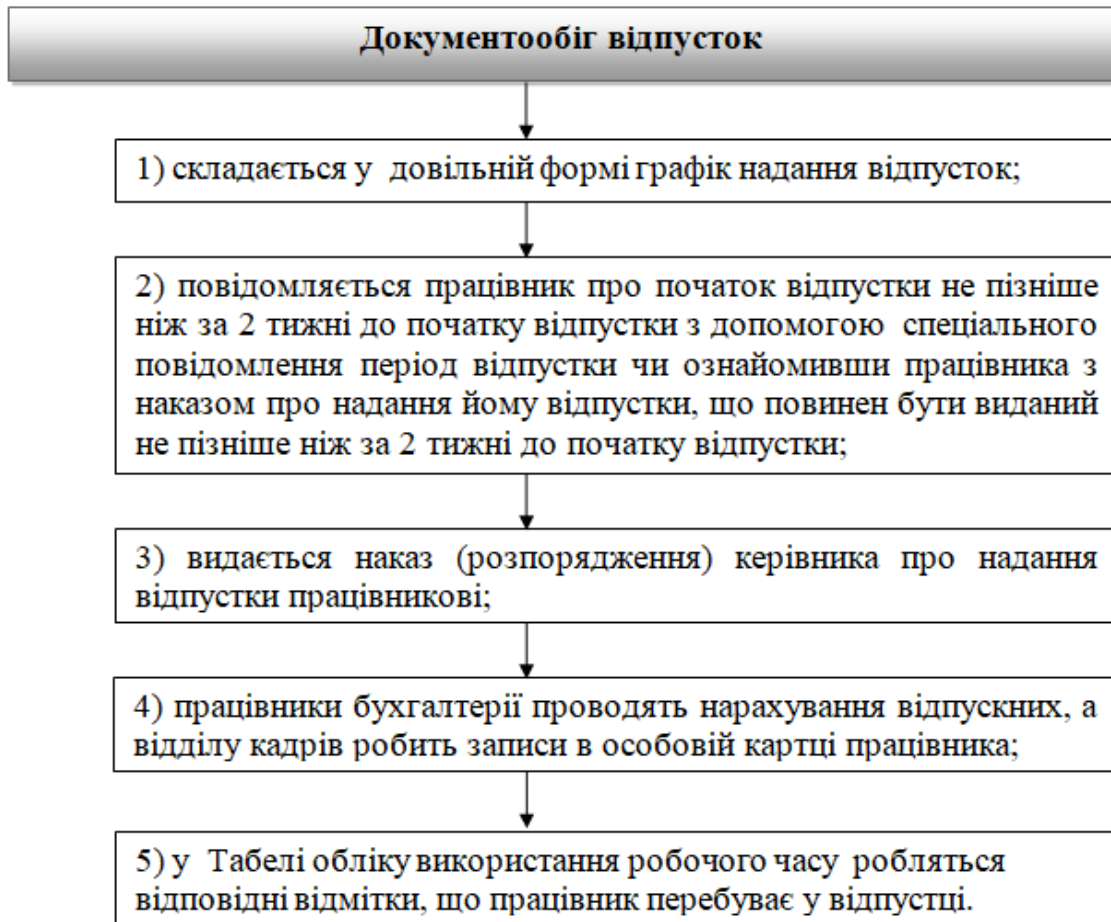 Документообіг відпусток
1) складається у довільній формі графік надання відпусток;
2) повідомляється працівник про початок відпустки не пізніше
ніж за 2 тижні до початку відпустки з допомогою спеціального
повідомлення період відпустки чи ознайомивши працівника з
наказом про надання йому відпустки, що повинен бути виданий
не пізніше ніж за 2 тижні до початку відпустки;
3) видається наказ (розпорядження) керівника про надання
відпустки працівникові;
4) працівники бухгалтерії проводять нарахування відпускних, а
відділу кадрів робить записи в особовій картці працівника;
5) у Табелі обліку використання робочого часу робляться
відповідні відмітки, що працівник перебуває у відпустці.